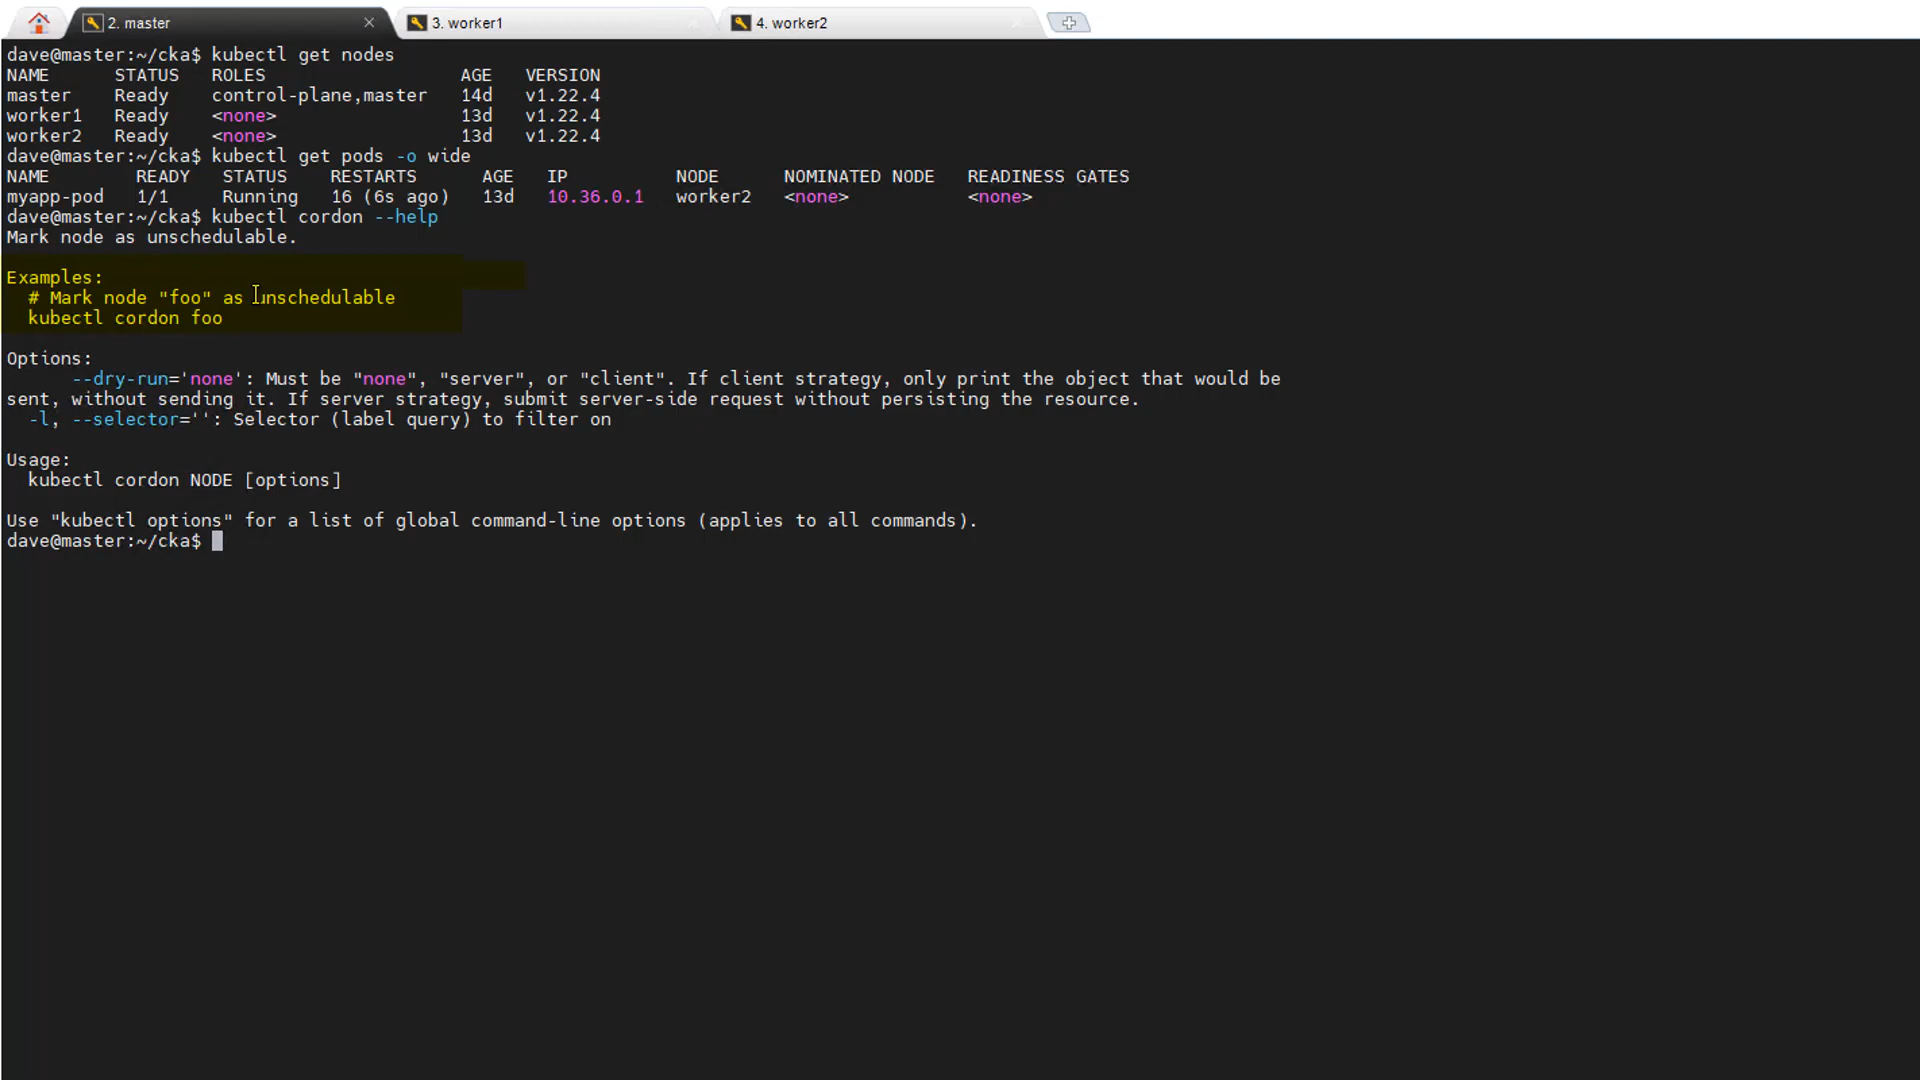 2. master
3. worker1
4. worker2
dave@master:~/cka$ kubectl get nodes
NAME      STATUS   ROLES                  AGE   VERSION
master    Ready    control-plane,master   14d   v1.22.4
worker1   Ready    <none>                 13d   v1.22.4
worker2   Ready    <none>                 13d   v1.22.4
dave@master:~/cka$ kubectl get pods -o wide
NAME        READY   STATUS    RESTARTS      AGE   IP          NODE      NOMINATED NODE   READINESS GATES
myapp-pod   1/1     Running   16 (6s ago)   13d   10.36.0.1   worker2   <none>           <none>
dave@master:~/cka$ kubectl cordon --help
Mark node as unschedulable.
Examples:
  # Mark node "foo" as unschedulable
  kubectl cordon foo
Options:
      --dry-run='none': Must be "none", "server", or "client". If client strategy, only print the object that would be
sent, without sending it. If server strategy, submit server-side request without persisting the resource.
  -l, --selector='': Selector (label query) to filter on
Usage:
  kubectl cordon NODE [options]
Use "kubectl options" for a list of global command-line options (applies to all commands).
dave@master:~/cka$